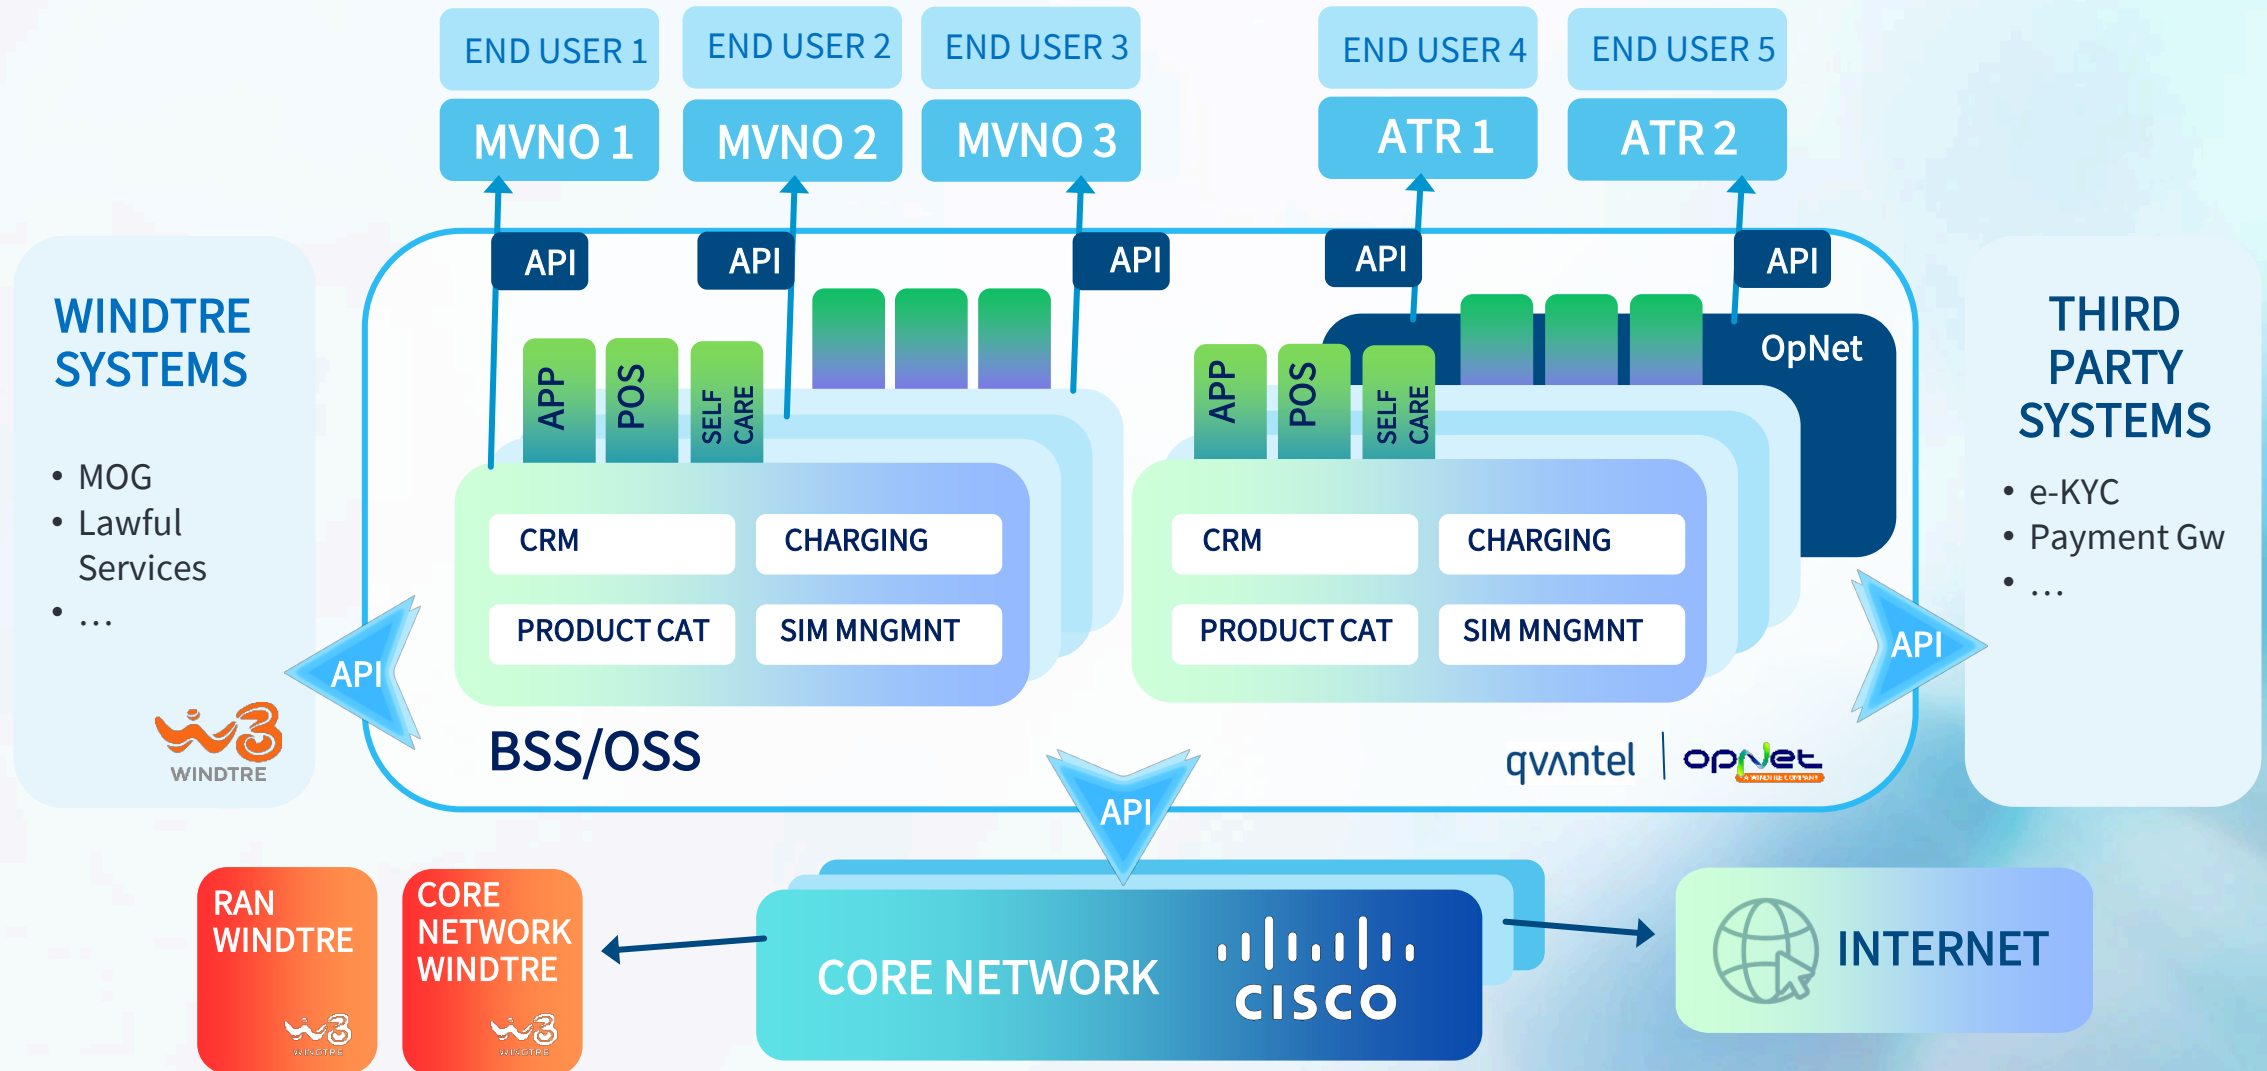 END USER 1
END USER 2
END USER 3
END USER 4
END USER 5
MVNO 1
MVNO 2
MVNO 3
ATR 1
ATR 2
API
API
API
API
API
WINDTRE
SYSTEMS
• MOG
• Lawful
Services
• ...
WINDTRE
API
APP
POS
SELF
CARE
CRM
CHARGING
PRODUCT CAT
SIM MNGMNT
BSS/OSS
OpNet
APP
POS
SELF
CARE
CRM
CHARGING
PRODUCT CAT
SIM MNGMNT
qvantel
opNet
A WINDTRE COMPANY
API
THIRD
PARTY
SYSTEMS
• e-KYC
• Payment Gw
• ...
API
RAN
WINDTRE
WINDTRE
CORE
NETWORK
WINDTRE
WINDTRE
CORE NETWORK
CISCO
INTERNET